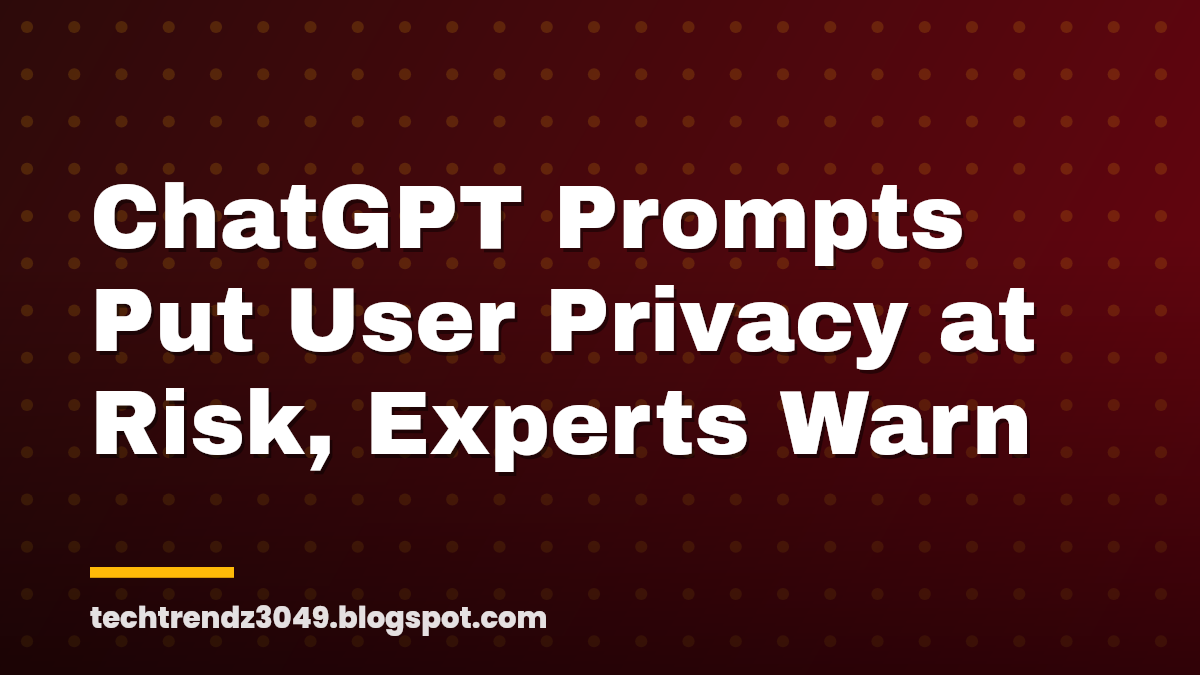 ChatGPT Prompts
Put User Privacy at
Risk, Experts Warn
techtrendz3049.blogspot.com